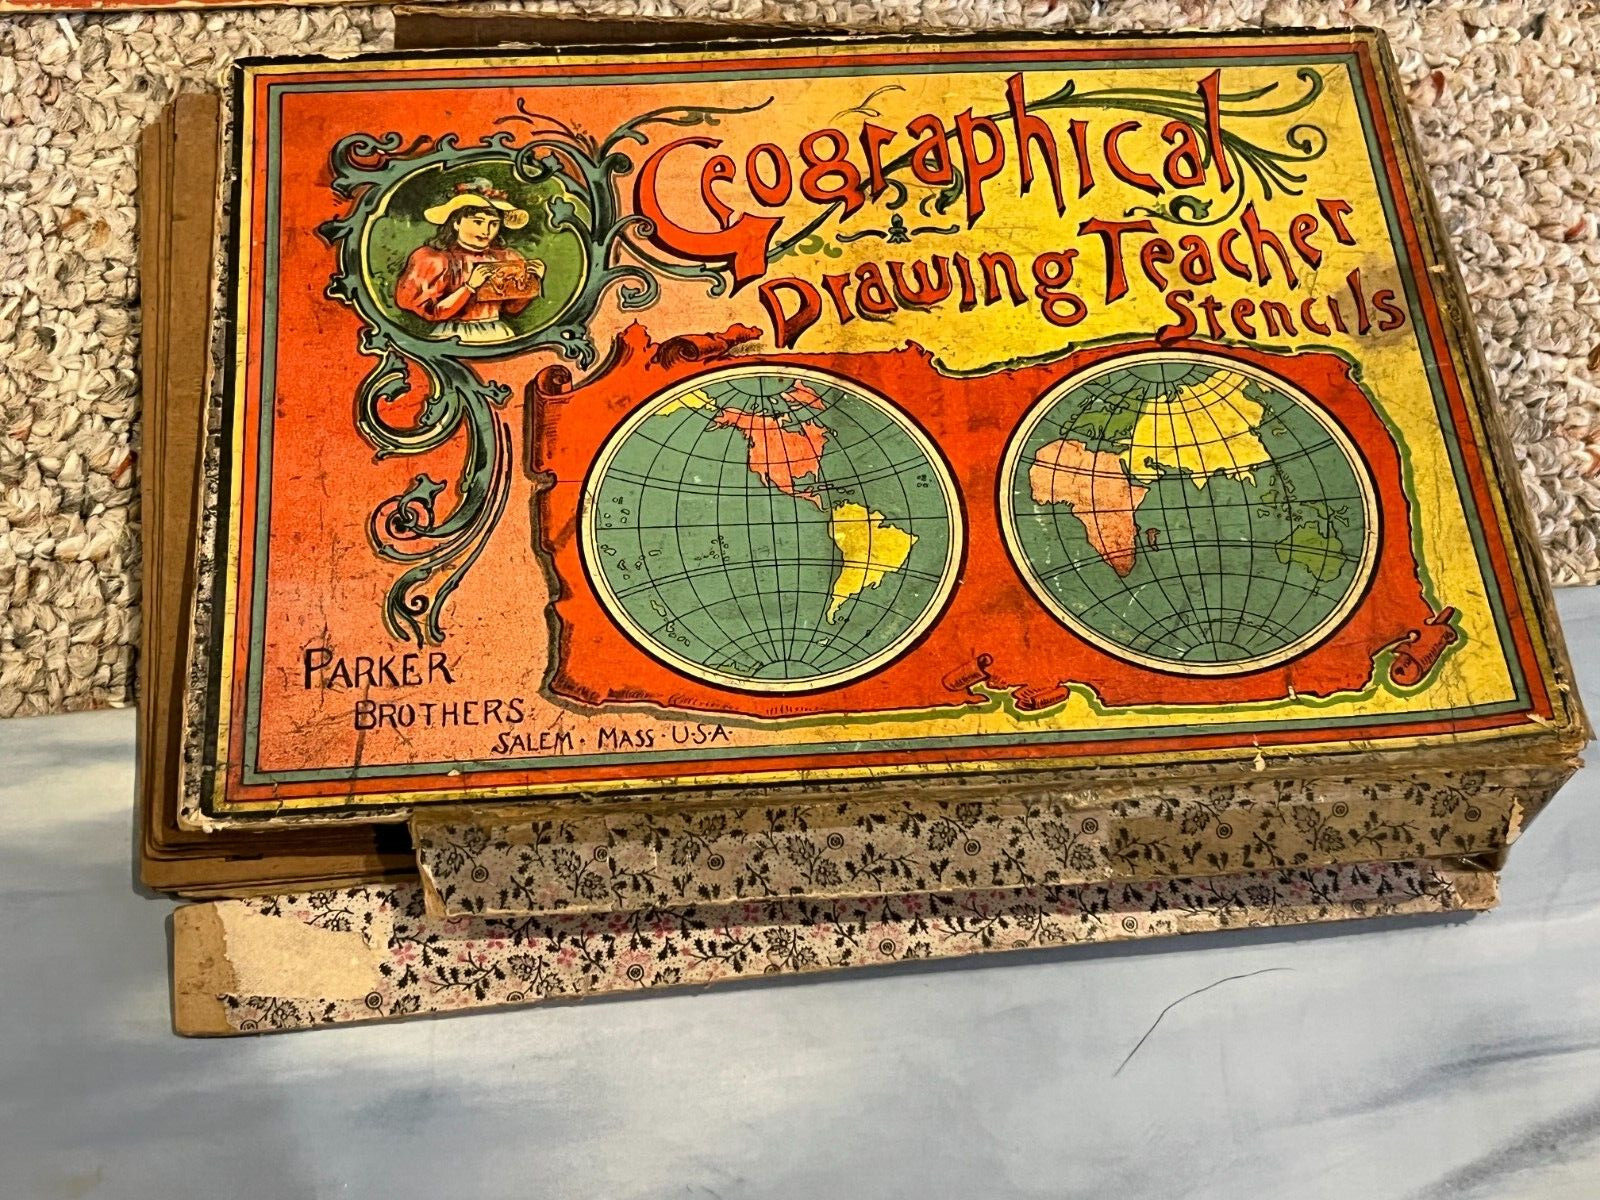 Geographical
Drawing Teacher
Stencils
PARKER
BROTHERS
SALEM · MASS · U·S·A·